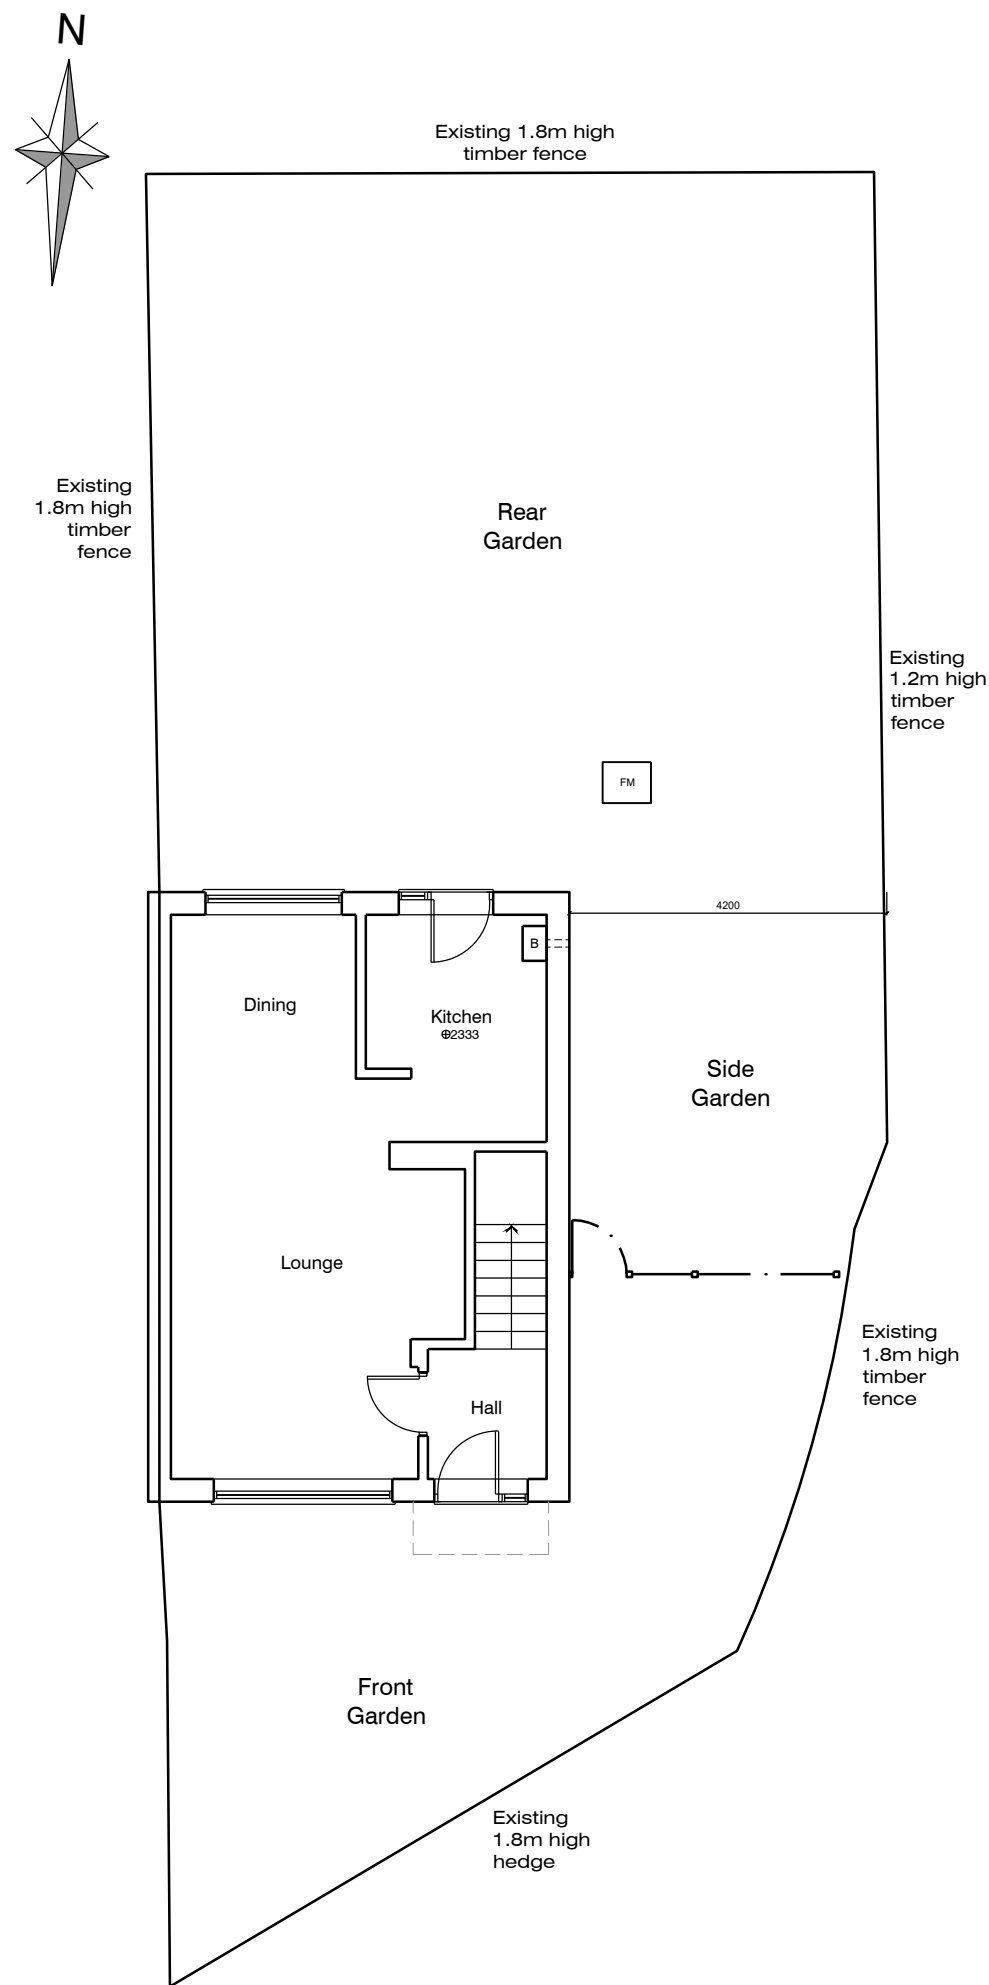 N
Existing 1.8m high
timber fence
Existing
1.8m high
timber
fence
Rear
Garden
Existing
1.2m high
timber
fence
FM
4200
B
Dining
Kitchen
⊕2333
Side
Garden
Lounge
Existing
1.8m high
timber
fence
Hall
Front
Garden
Existing
1.8m high
hedge